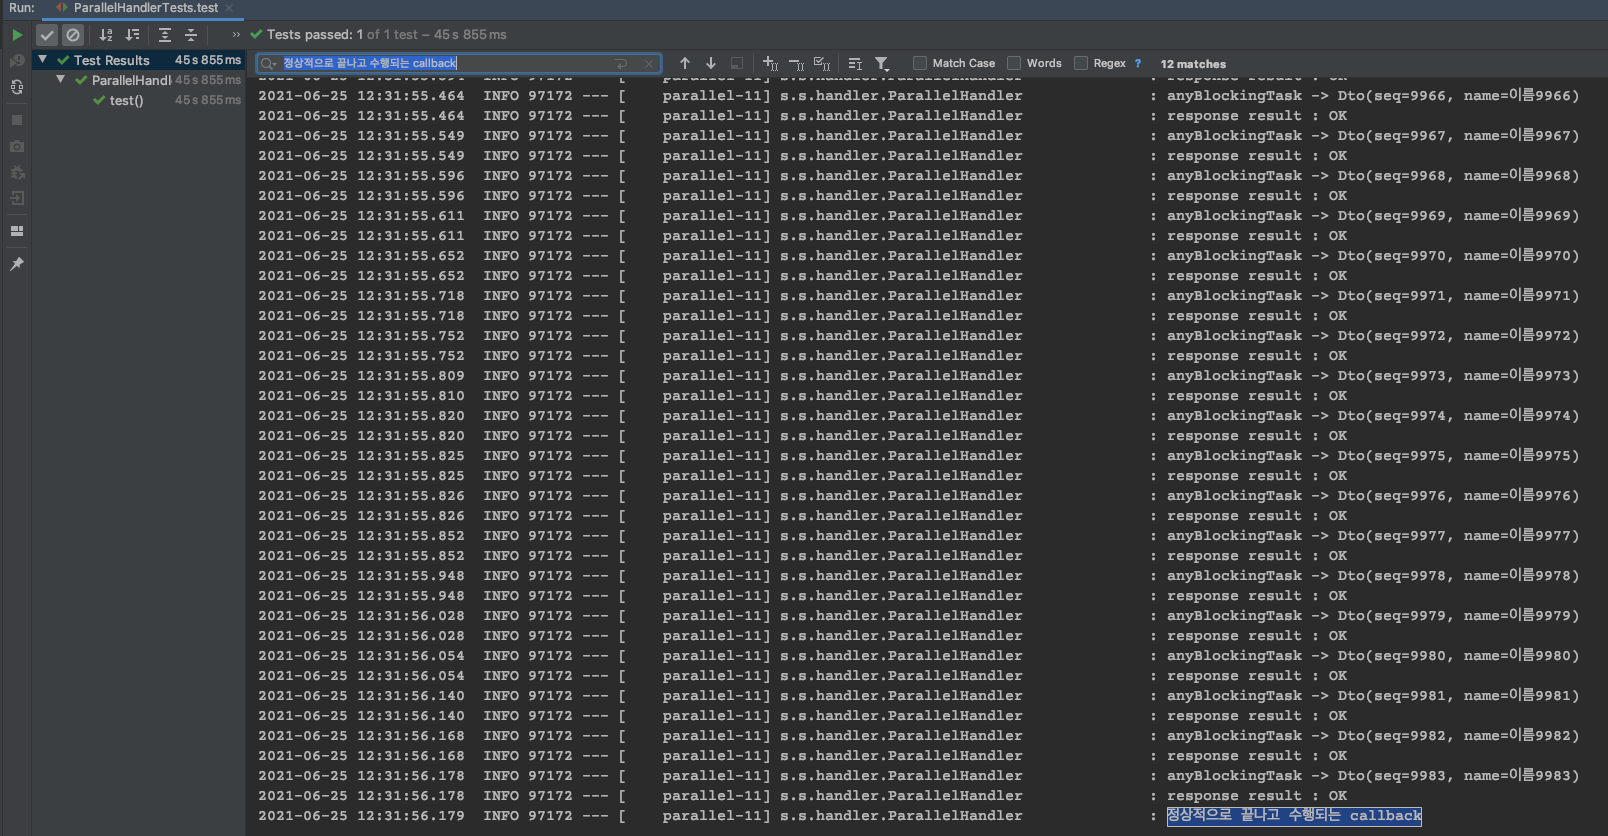 Run: ParallelHandlerTests.test ×
» Tests passed: 1 of 1 test – 45 s 855 ms
Test Results 45 s 855 ms
ParallelHandl 45 s 855 ms
test() 45 s 855 ms
정상적으로 끝나고 수행되는 callback Match Case Words Regex ? 12 matches
2021-06-25 12:31:55.464 INFO 97172 --- [ parallel-11] s.s.handler.ParallelHandler : anyBlockingTask -> Dto(seq=9966, name=이름9966)
2021-06-25 12:31:55.464 INFO 97172 --- [ parallel-11] s.s.handler.ParallelHandler : response result : OK
2021-06-25 12:31:55.549 INFO 97172 --- [ parallel-11] s.s.handler.ParallelHandler : anyBlockingTask -> Dto(seq=9967, name=이름9967)
2021-06-25 12:31:55.549 INFO 97172 --- [ parallel-11] s.s.handler.ParallelHandler : response result : OK
2021-06-25 12:31:55.596 INFO 97172 --- [ parallel-11] s.s.handler.ParallelHandler : anyBlockingTask -> Dto(seq=9968, name=이름9968)
2021-06-25 12:31:55.596 INFO 97172 --- [ parallel-11] s.s.handler.ParallelHandler : response result : OK
2021-06-25 12:31:55.611 INFO 97172 --- [ parallel-11] s.s.handler.ParallelHandler : anyBlockingTask -> Dto(seq=9969, name=이름9969)
2021-06-25 12:31:55.611 INFO 97172 --- [ parallel-11] s.s.handler.ParallelHandler : response result : OK
2021-06-25 12:31:55.652 INFO 97172 --- [ parallel-11] s.s.handler.ParallelHandler : anyBlockingTask -> Dto(seq=9970, name=이름9970)
2021-06-25 12:31:55.652 INFO 97172 --- [ parallel-11] s.s.handler.ParallelHandler : response result : OK
2021-06-25 12:31:55.718 INFO 97172 --- [ parallel-11] s.s.handler.ParallelHandler : anyBlockingTask -> Dto(seq=9971, name=이름9971)
2021-06-25 12:31:55.718 INFO 97172 --- [ parallel-11] s.s.handler.ParallelHandler : response result : OK
2021-06-25 12:31:55.752 INFO 97172 --- [ parallel-11] s.s.handler.ParallelHandler : anyBlockingTask -> Dto(seq=9972, name=이름9972)
2021-06-25 12:31:55.752 INFO 97172 --- [ parallel-11] s.s.handler.ParallelHandler : response result : OK
2021-06-25 12:31:55.809 INFO 97172 --- [ parallel-11] s.s.handler.ParallelHandler : anyBlockingTask -> Dto(seq=9973, name=이름9973)
2021-06-25 12:31:55.810 INFO 97172 --- [ parallel-11] s.s.handler.ParallelHandler : response result : OK
2021-06-25 12:31:55.820 INFO 97172 --- [ parallel-11] s.s.handler.ParallelHandler : anyBlockingTask -> Dto(seq=9974, name=이름9974)
2021-06-25 12:31:55.820 INFO 97172 --- [ parallel-11] s.s.handler.ParallelHandler : response result : OK
2021-06-25 12:31:55.825 INFO 97172 --- [ parallel-11] s.s.handler.ParallelHandler : anyBlockingTask -> Dto(seq=9975, name=이름9975)
2021-06-25 12:31:55.825 INFO 97172 --- [ parallel-11] s.s.handler.ParallelHandler : response result : OK
2021-06-25 12:31:55.826 INFO 97172 --- [ parallel-11] s.s.handler.ParallelHandler : anyBlockingTask -> Dto(seq=9976, name=이름9976)
2021-06-25 12:31:55.826 INFO 97172 --- [ parallel-11] s.s.handler.ParallelHandler : response result : OK
2021-06-25 12:31:55.852 INFO 97172 --- [ parallel-11] s.s.handler.ParallelHandler : anyBlockingTask -> Dto(seq=9977, name=이름9977)
2021-06-25 12:31:55.852 INFO 97172 --- [ parallel-11] s.s.handler.ParallelHandler : response result : OK
2021-06-25 12:31:55.948 INFO 97172 --- [ parallel-11] s.s.handler.ParallelHandler : anyBlockingTask -> Dto(seq=9978, name=이름9978)
2021-06-25 12:31:55.948 INFO 97172 --- [ parallel-11] s.s.handler.ParallelHandler : response result : OK
2021-06-25 12:31:56.028 INFO 97172 --- [ parallel-11] s.s.handler.ParallelHandler : anyBlockingTask -> Dto(seq=9979, name=이름9979)
2021-06-25 12:31:56.028 INFO 97172 --- [ parallel-11] s.s.handler.ParallelHandler : response result : OK
2021-06-25 12:31:56.054 INFO 97172 --- [ parallel-11] s.s.handler.ParallelHandler : anyBlockingTask -> Dto(seq=9980, name=이름9980)
2021-06-25 12:31:56.054 INFO 97172 --- [ parallel-11] s.s.handler.ParallelHandler : response result : OK
2021-06-25 12:31:56.140 INFO 97172 --- [ parallel-11] s.s.handler.ParallelHandler : anyBlockingTask -> Dto(seq=9981, name=이름9981)
2021-06-25 12:31:56.140 INFO 97172 --- [ parallel-11] s.s.handler.ParallelHandler : response result : OK
2021-06-25 12:31:56.168 INFO 97172 --- [ parallel-11] s.s.handler.ParallelHandler : anyBlockingTask -> Dto(seq=9982, name=이름9982)
2021-06-25 12:31:56.168 INFO 97172 --- [ parallel-11] s.s.handler.ParallelHandler : response result : OK
2021-06-25 12:31:56.178 INFO 97172 --- [ parallel-11] s.s.handler.ParallelHandler : anyBlockingTask -> Dto(seq=9983, name=이름9983)
2021-06-25 12:31:56.178 INFO 97172 --- [ parallel-11] s.s.handler.ParallelHandler : response result : OK
2021-06-25 12:31:56.179 INFO 97172 --- [ parallel-11] s.s.handler.ParallelHandler : 정상적으로 끝나고 수행되는 callback